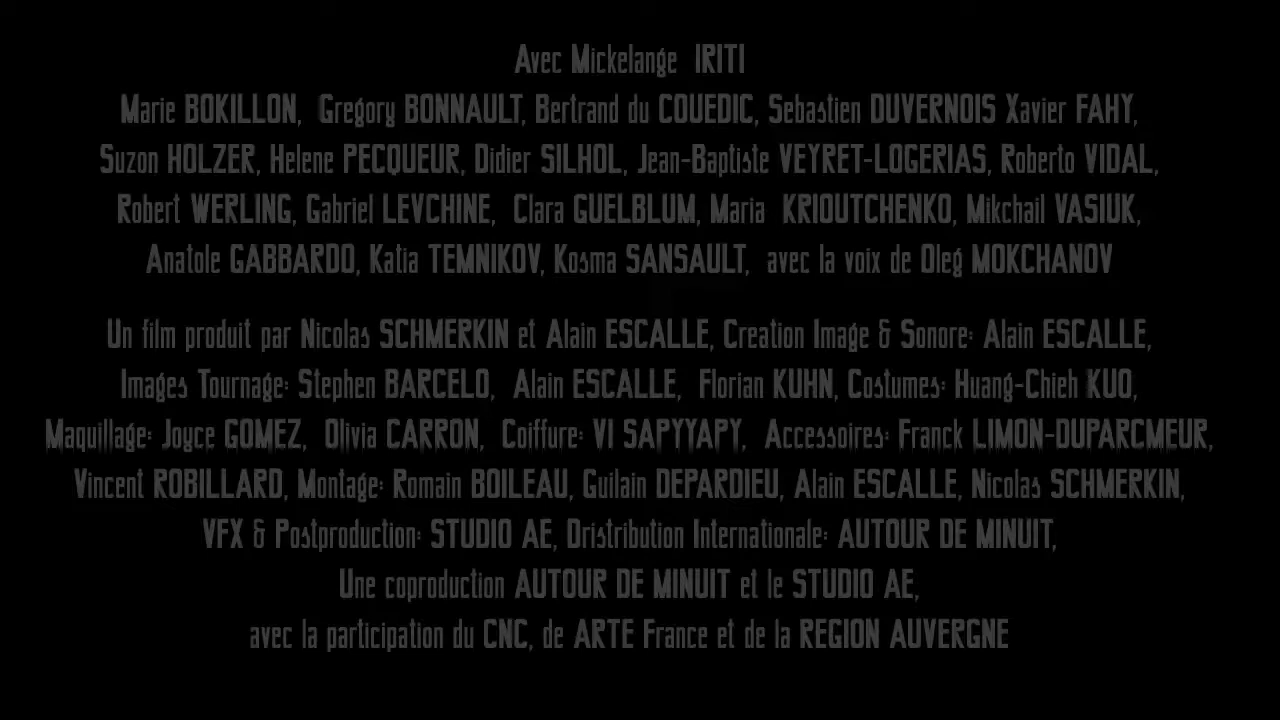 Avec Mickelange IRITI
Marie BOKILLON, Gregory BONNAULT, Bertrand du COUEDIC, Sebastien DUVERNOIS Xavier FAHY,
Suzon HOLZER, Helene PECQUEUR, Didier SILHOL, Jean-Baptiste VEYRET-LOGERIAS, Roberto VIDAL,
Robert WERLING, Gabriel LEVCHINE, Clara GUELBLUM, Maria KRIOUTCHENKO, Mikchail VASIUK,
Anatole GABBARDO, Katia TEMNIKOV, Kosma SANSAULT, avec la voix de Oleg MOKCHANOV
Un film produit par Nicolas SCHMERKIN et Alain ESCALLE, Creation Image & Sonore: Alain ESCALLE,
Images Tournage: Stephen BARCELO, Alain ESCALLE, Florian KUHN, Costumes: Huang-Chieh KUO,
Maquillage: Joyce GOMEZ, Olivia CARRON, Coiffure: VI SAPYYAPY, Accessoires: Franck LIMON-DUPARCMEUR,
Vincent ROBILLARD, Montage: Romain BOILEAU, Guilain DEPARDIEU, Alain ESCALLE, Nicolas SCHMERKIN,
VFX & Postproduction: STUDIO AE, Dristribution Internationale: AUTOUR DE MINUIT,
Une coproduction AUTOUR DE MINUIT et le STUDIO AE,
avec la participation du CNC, de ARTE France et de la REGION AUVERGNE